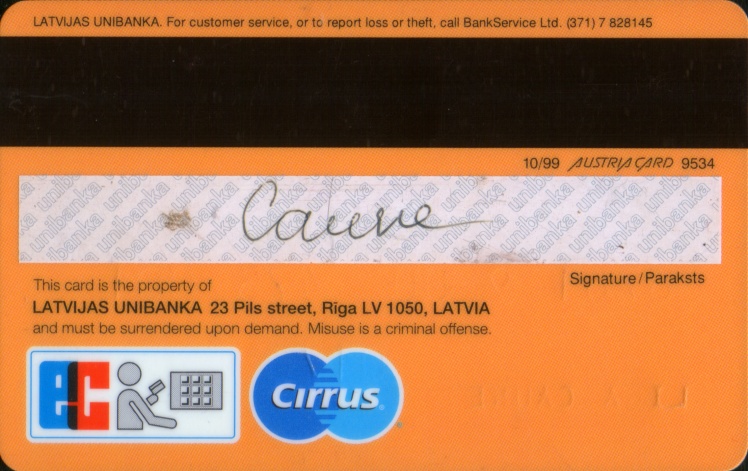 LATVIJAS UNIBANKA. For customer service, or to report loss or theft, call BankService Ltd. (371) 7 828145
10/99 AUSTRIA CARD 9534
Signature/Paraksts
This card is the property of
LATVIJAS UNIBANKA 23 Pils street, Rīga LV 1050, LATVIA
and must be surrendered upon demand. Misuse is a criminal offense.
ec
Cirrus